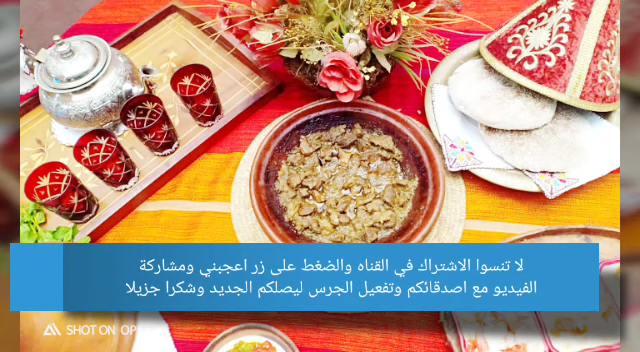 لا تنسوا الاشتراك في القناه والضغط على زر اعجبني ومشاركة
الفيديو مع اصدقائكم وتفعيل الجرس ليصلكم الجديد وشكرا جزيلا
SHOT ON OP